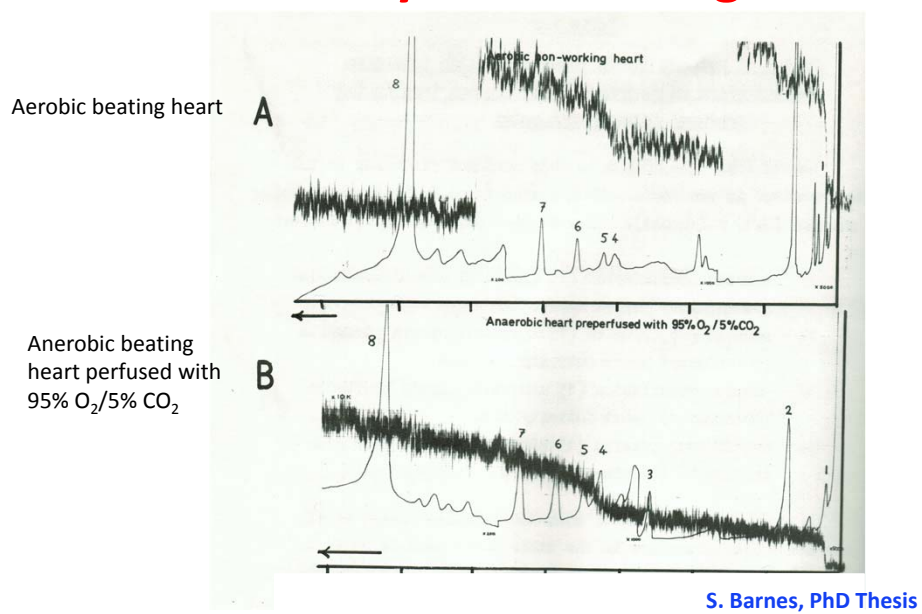 Aerobic non-working heart
Aerobic beating heart
A
8
7
6
5 4
1
Anaerobic heart preperfused with 95% O₂/5%CO₂
Anerobic beating
heart perfused with
95% O₂/5% CO₂
B
8
x 10K
7
6
5
4
3
2
1
S. Barnes, PhD Thesis